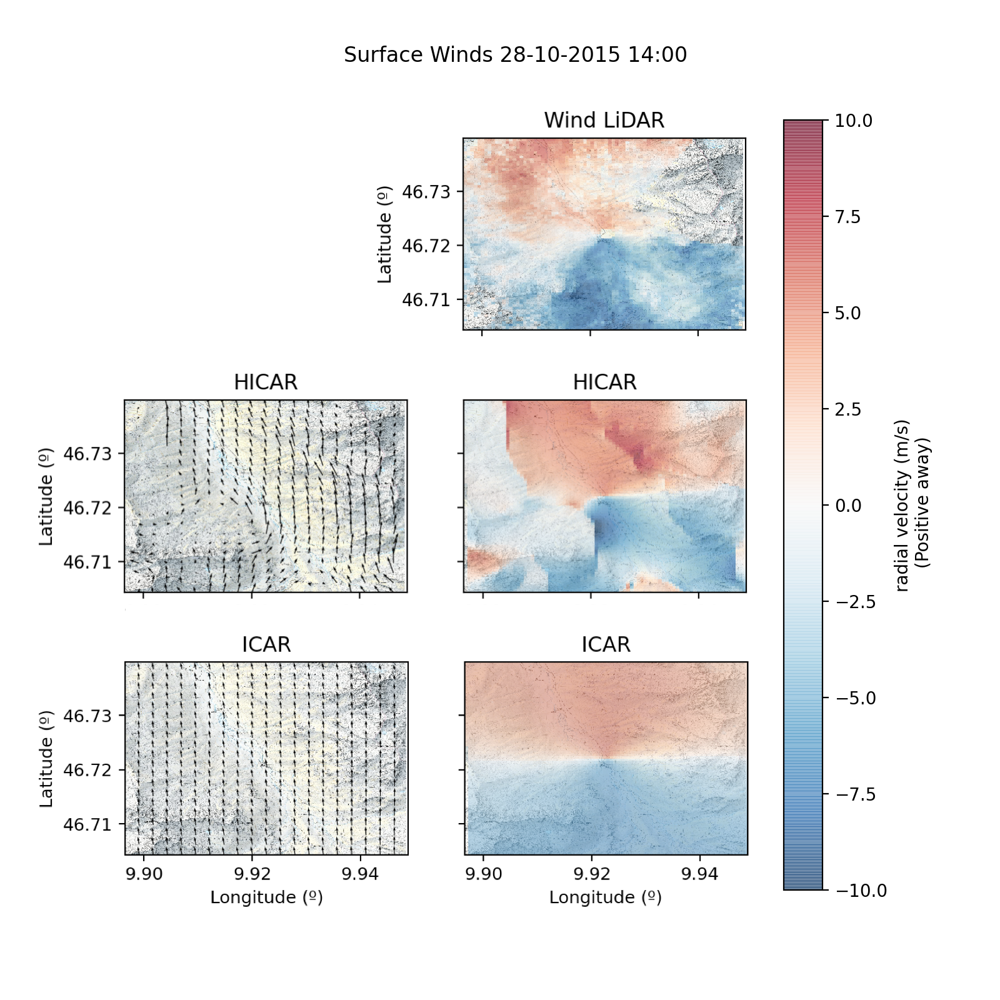 Surface Winds 28-10-2015 14:00
Wind LiDAR
Latitude (º)
46.73
46.72
46.71
HICAR
Latitude (º)
46.73
46.72
46.71
HICAR
ICAR
Latitude (º)
46.73
46.72
46.71
9.90 9.92 9.94
Longitude (º)
ICAR
9.90 9.92 9.94
Longitude (º)
10.0
7.5
5.0
2.5
0.0
−2.5
−5.0
−7.5
−10.0
radial velocity (m/s)
(Positive away)